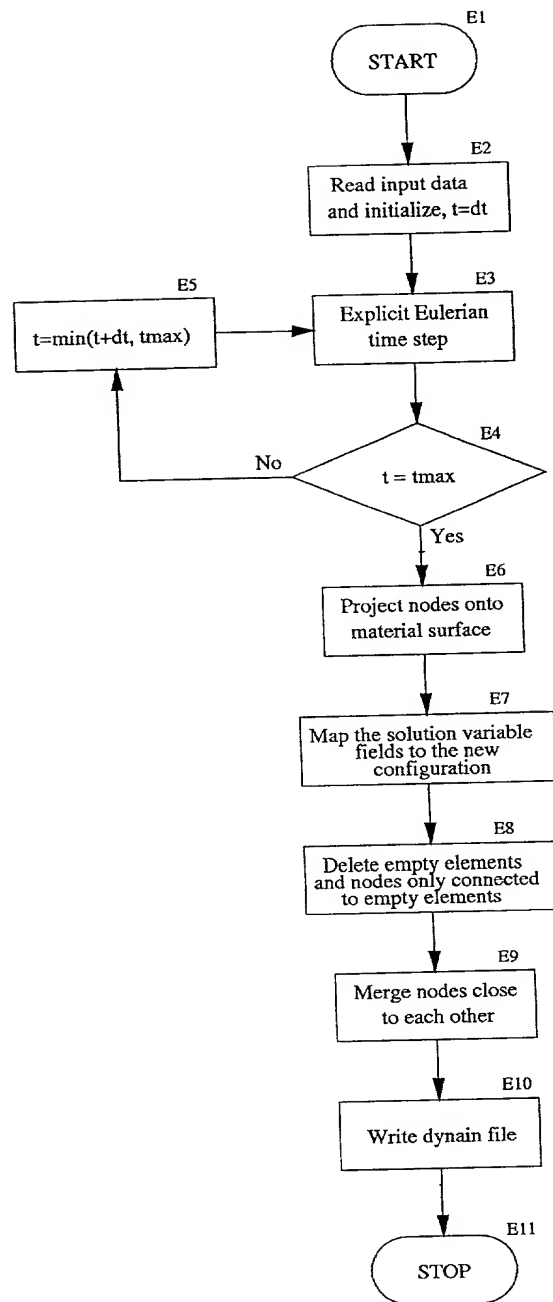 E1
START
E2
Read input data
and initialize, t=dt
E3
Explicit Eulerian
time step
E5
t=min(t+dt, tmax)
E4
t = tmax
No
Yes
E6
Project nodes onto
material surface
E7
Map the solution variable
fields to the new
configuration
E8
Delete empty elements
and nodes only connected
to empty elements
E9
Merge nodes close
to each other
E10
Write dynain file
E11
STOP